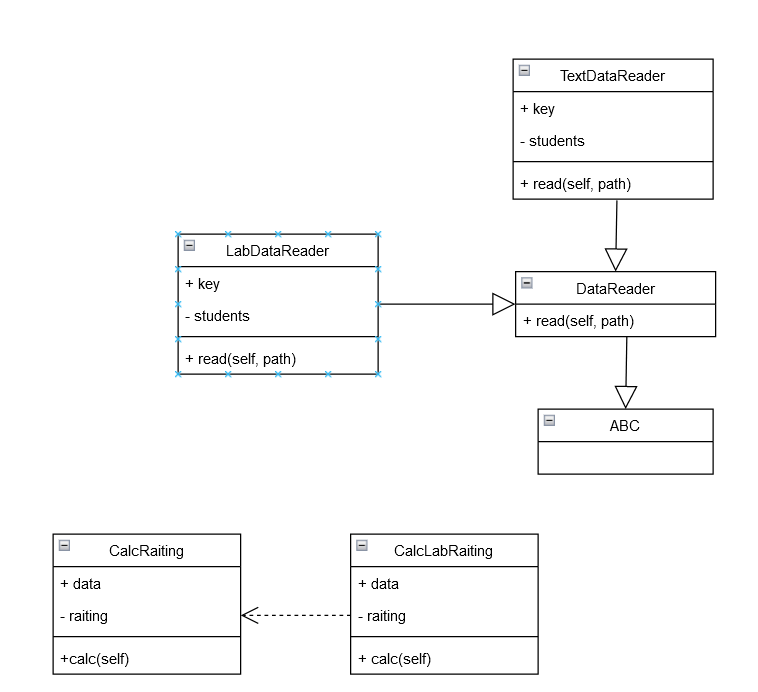 TextDataReader
+ key
- students
+ read(self, path)
LabDataReader
+ key
- students
+ read(self, path)
DataReader
+ read(self, path)
ABC
CalcRaiting
+ data
- raiting
+calc(self)
CalcLabRaiting
+ data
- raiting
+ calc(self)